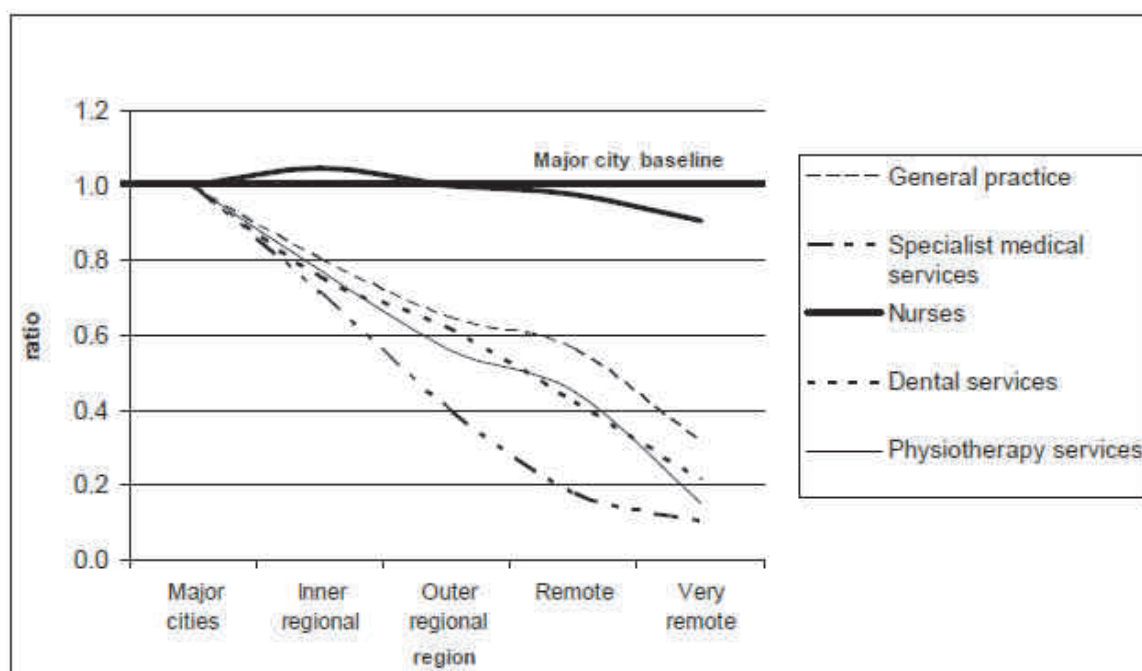 1.2
1.0
0.8
0.6
0.4
0.2
0.0
ratio
Major city baseline
Major
cities
Inner
regional
Outer
regional
Remote
Very
remote
region
General practice
Specialist medical
services
Nurses
Dental services
Physiotherapy services